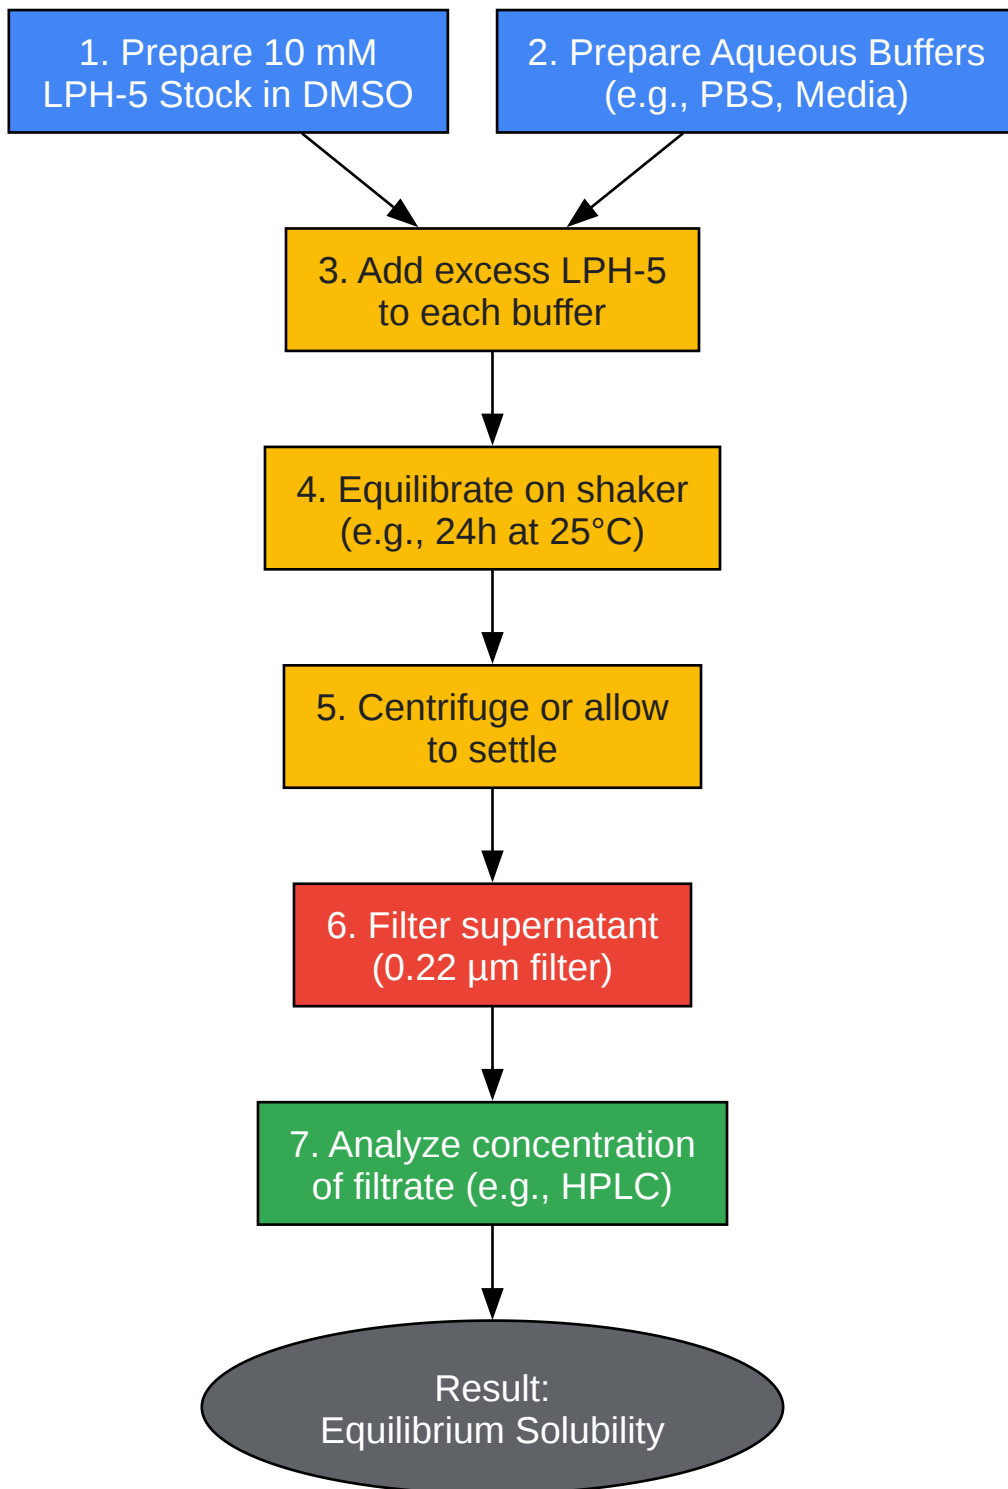 1. Prepare 10 mM
LPH-5 Stock in DMSO
2. Prepare Aqueous Buffers
(e.g., PBS, Media)
3. Add excess LPH-5
to each buffer
4. Equilibrate on shaker
(e.g., 24h at 25°C)
5. Centrifuge or allow
to settle
6. Filter supernatant
(0.22 µm filter)
7. Analyze concentration
of filtrate (e.g., HPLC)
Result:
Equilibrium Solubility